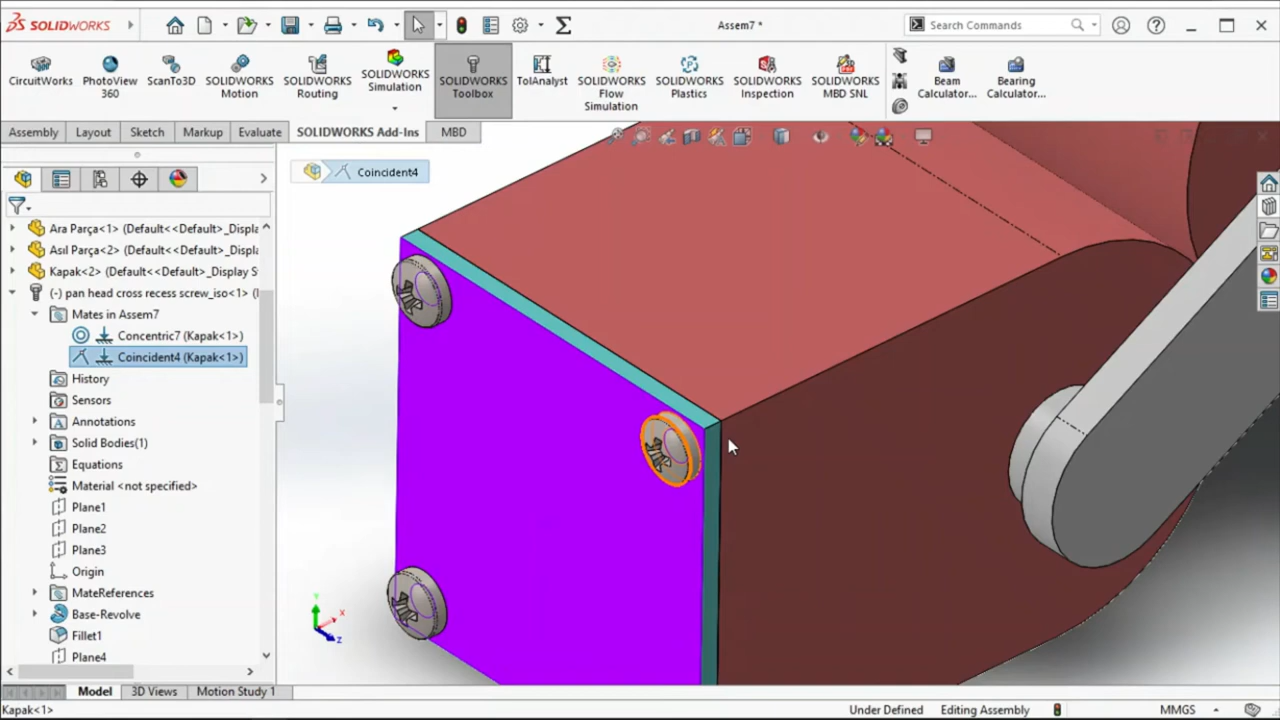 SOLIDWORKS
Assem7 *
Search Commands
CircuitWorks
PhotoView 360
ScanTo3D
SOLIDWORKS Motion
SOLIDWORKS Routing
SOLIDWORKS Simulation
SOLIDWORKS Toolbox
TolAnalyst
SOLIDWORKS Flow Simulation
SOLIDWORKS Plastics
SOLIDWORKS Inspection
SOLIDWORKS MBD SNL
Beam Calculator...
Bearing Calculator...
Assembly Layout Sketch Markup Evaluate SOLIDWORKS Add-Ins MBD
Coincident4
Ara Parça<1> (Default<<Default>_Displa
Asıl Parça<2> (Default<<Default>_Displa
Kapak<2> (Default<<Default>_Display S
(-) pan head cross recess screw_iso<1> (
Mates in Assem7
Concentric7 (Kapak<1>)
Coincident4 (Kapak<1>)
History
Sensors
Annotations
Solid Bodies(1)
Equations
Material <not specified>
Plane1
Plane2
Plane3
Origin
MateReferences
Base-Revolve
Fillet1
Plane4
Y
X
Z
Model 3D Views Motion Study 1
Kapak<1> Under Defined Editing Assembly MMGS